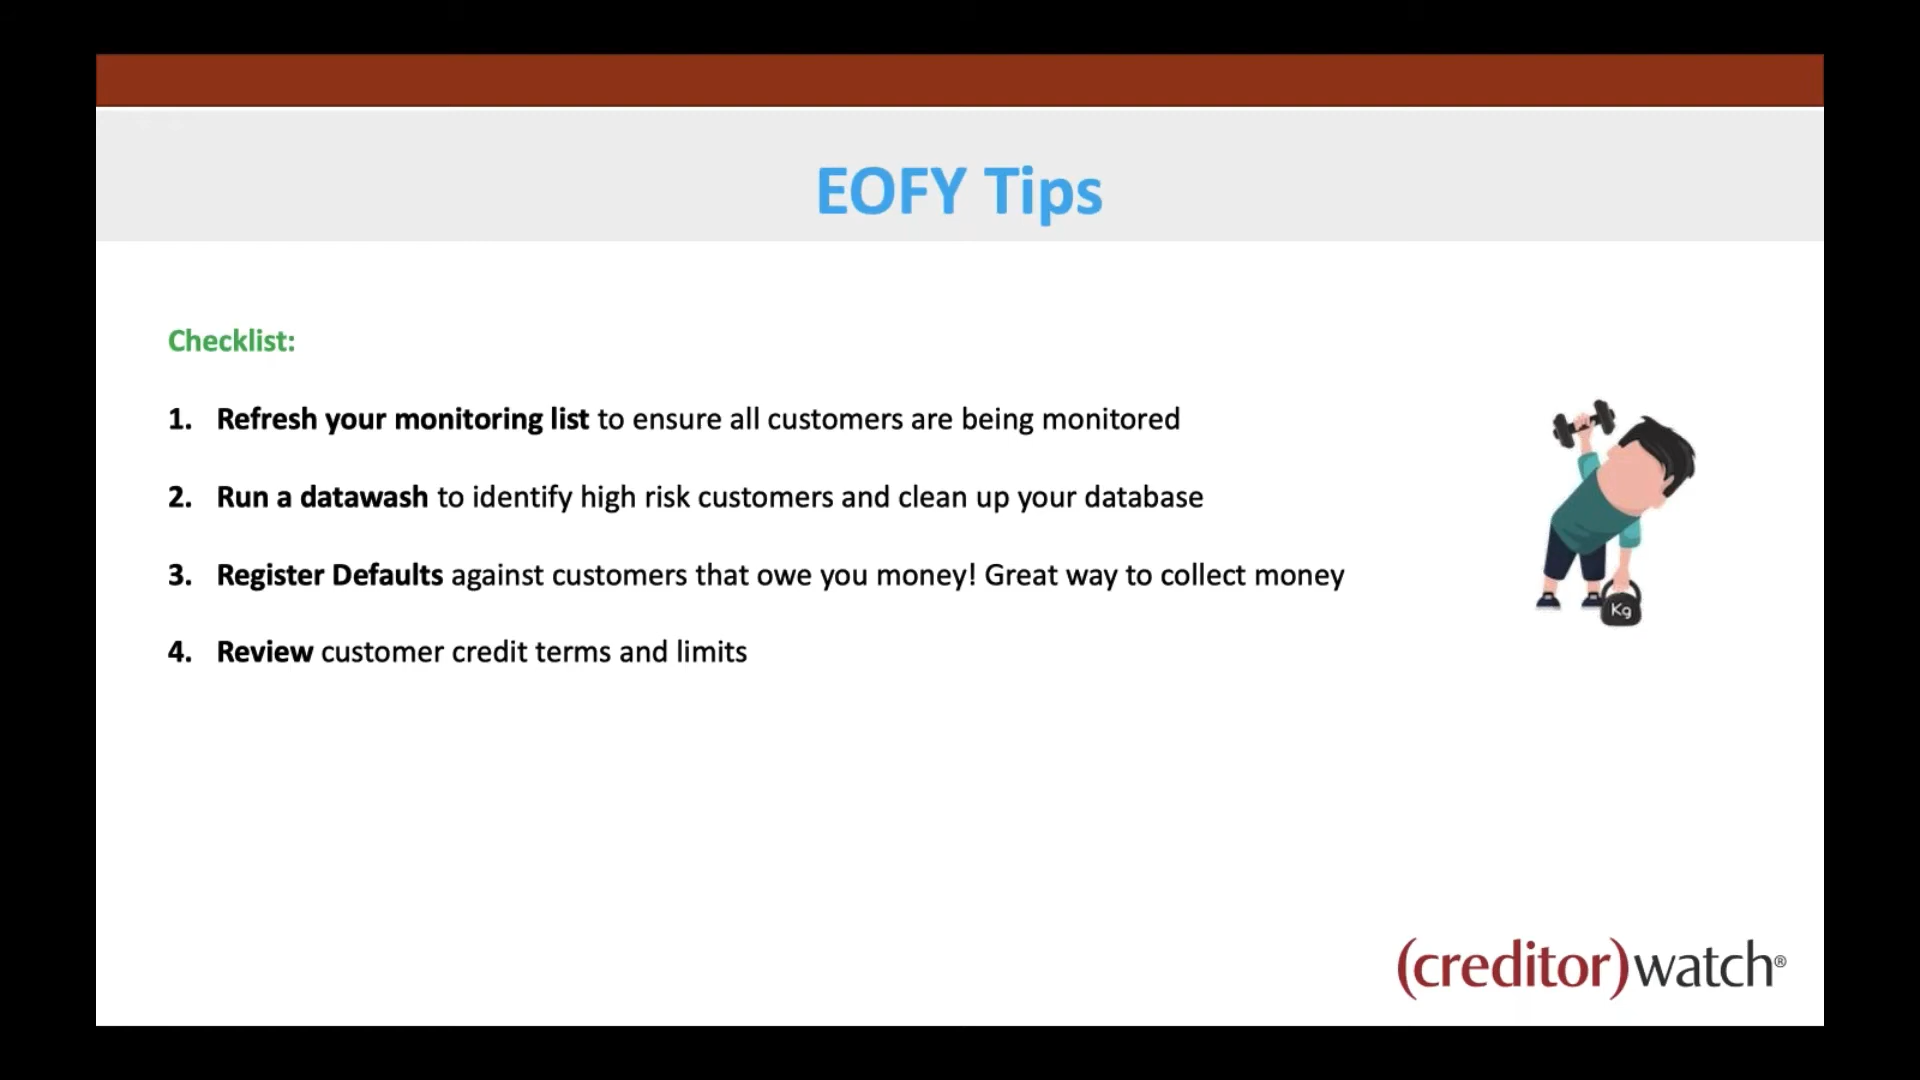 EOFY Tips
Checklist:
1. Refresh your monitoring list to ensure all customers are being monitored
2. Run a datawash to identify high risk customers and clean up your database
3. Register Defaults against customers that owe you money! Great way to collect money
Kg
4. Review customer credit terms and limits
(creditor)watch®